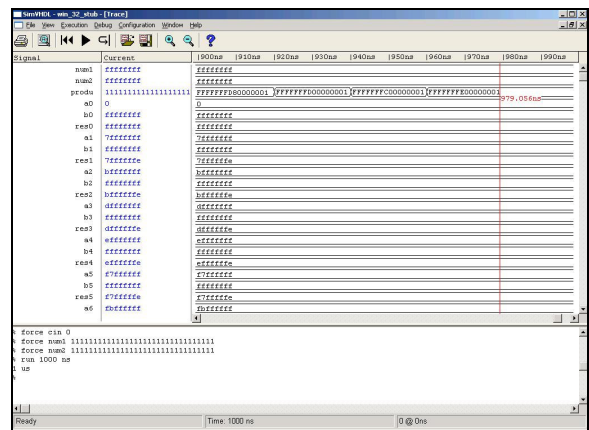 SimVHDL - win_32_stub - [Trace]
File View Execution Debug Configuration Window Help
Signal Current |900ns |910ns |920ns |930ns |940ns |950ns |960ns |970ns |980ns |990ns
num1 ffffffff ffffffff
num2 ffffffff ffffffff
produ 1111111111111111111 FFFFFFFD80000001 FFFFFFFD00000001 FFFFFFFC00000001 FFFFFFFE00000001
979.056ns
a0 0 0
b0 ffffffff ffffffff
res0 ffffffff ffffffff
a1 7fffffff 7fffffff
b1 ffffffff ffffffff
res1 7ffffffe 7ffffffe
a2 bfffffff bfffffff
b2 ffffffff ffffffff
res2 bffffffe bffffffe
a3 dfffffff dfffffff
b3 ffffffff ffffffff
res3 dffffffe dffffffe
a4 efffffff efffffff
b4 ffffffff ffffffff
res4 effffffe effffffe
a5 f7ffffff f7ffffff
b5 ffffffff ffffffff
res5 f7fffffe f7fffffe
a6 fbffffff fbffffff
% force cin 0
% force num1 11111111111111111111111111111111
% force num2 11111111111111111111111111111111
% run 1000 ns
1 us
%
Ready Time: 1000 ns 0 @ 0ns